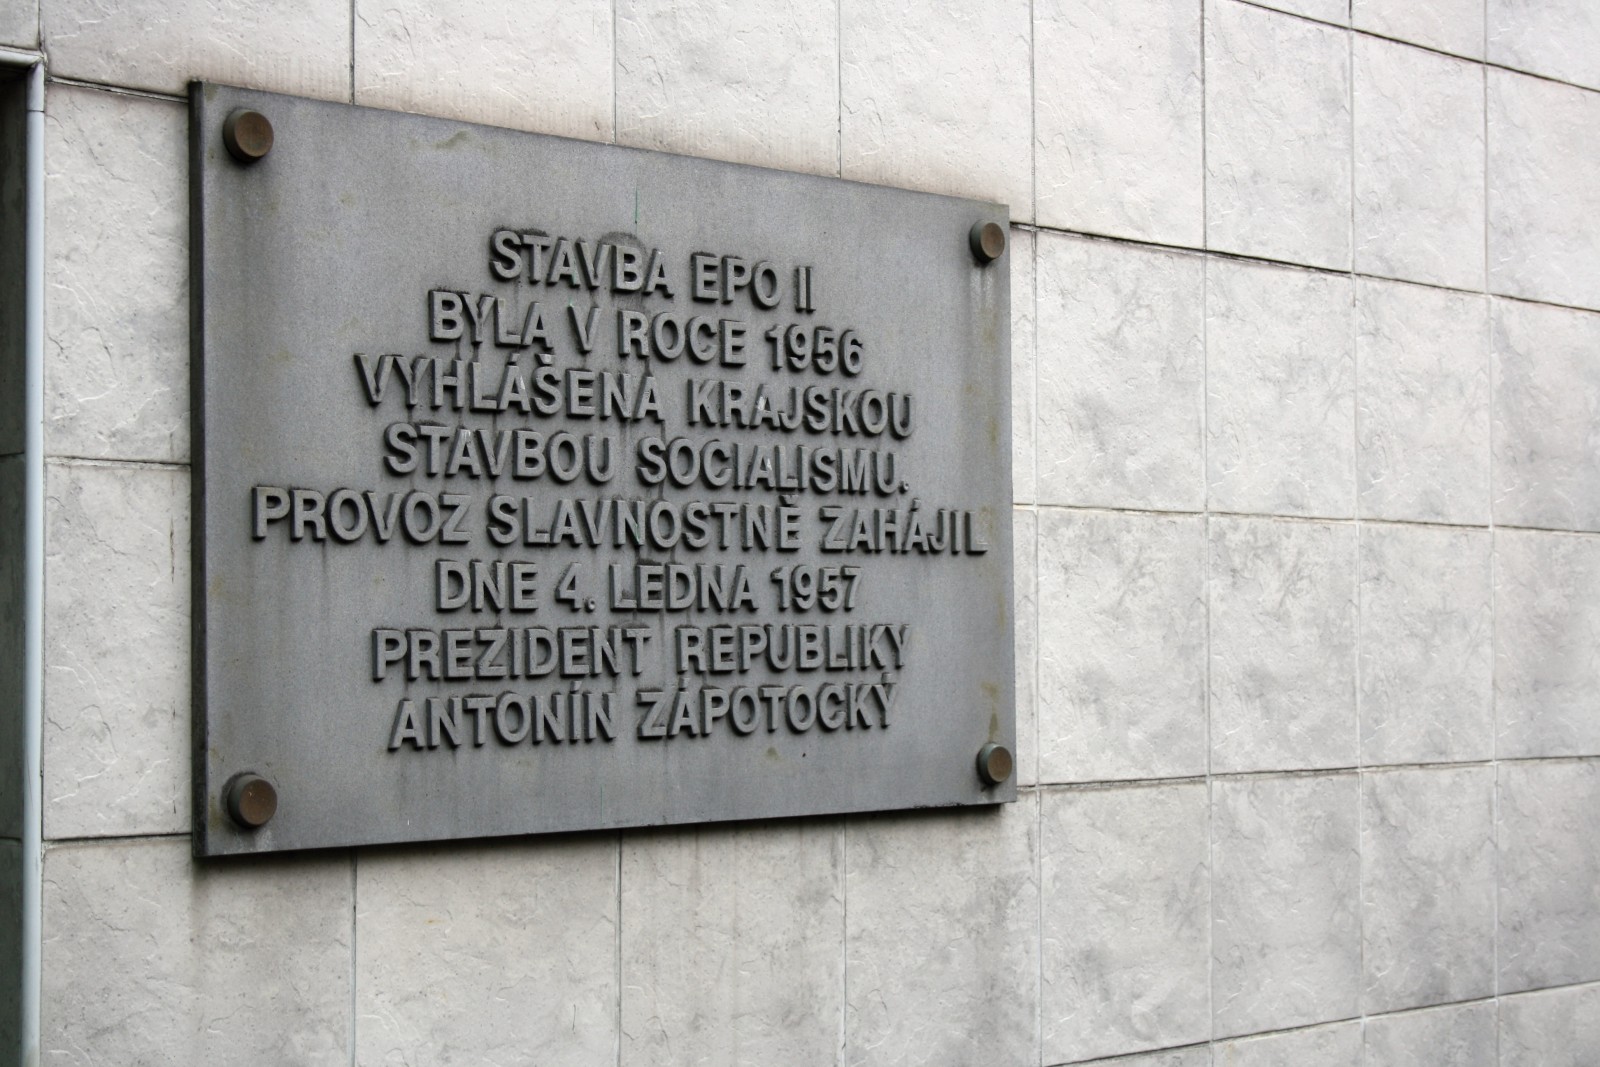 STAVBA EPO II
BYLA V ROCE 1956
VYHLÁŠENA KRAJSKOU
STAVBOU SOCIALISMU.
PROVOZ SLAVNOSTNĚ ZAHÁJIL
DNE 4. LEDNA 1957
PREZIDENT REPUBLIKY
ANTONÍN ZÁPOTOCKÝ